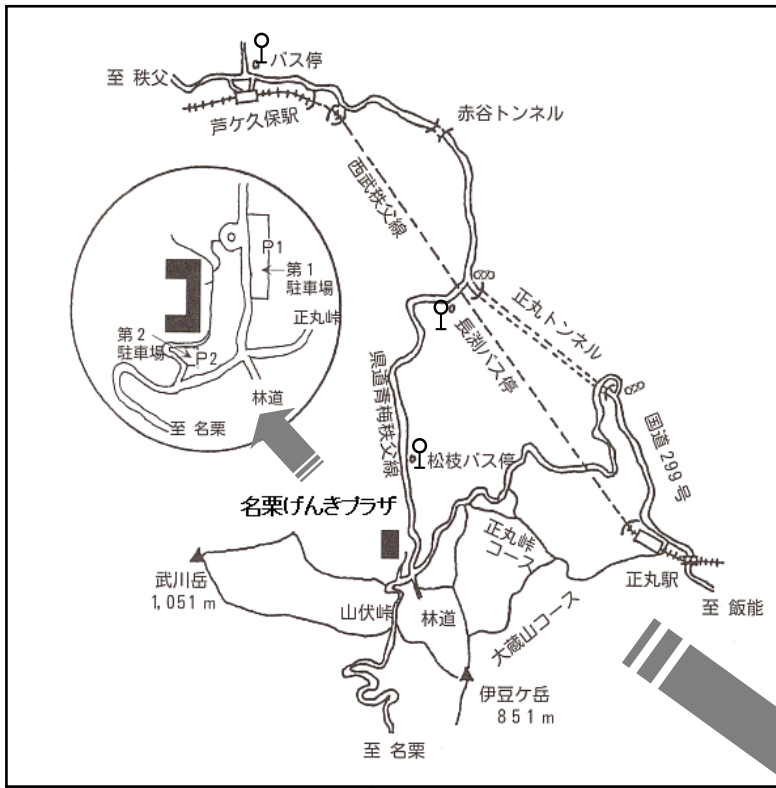 バス停
至 秩父
芦ケ久保駅
赤谷トンネル
西武秩父線
P1
第1
駐車場
正丸峠
第2
駐車場
P2
林道
至 名栗
正丸トンネル
長渕バス停
県道青梅秩父線
国道299号
松枝バス停
名栗げんきプラザ
正丸峠
コース
武川岳
1,051m
正丸駅
至 飯能
山伏峠
林道
大蔵山コース
伊豆ケ岳
851m
至 名栗